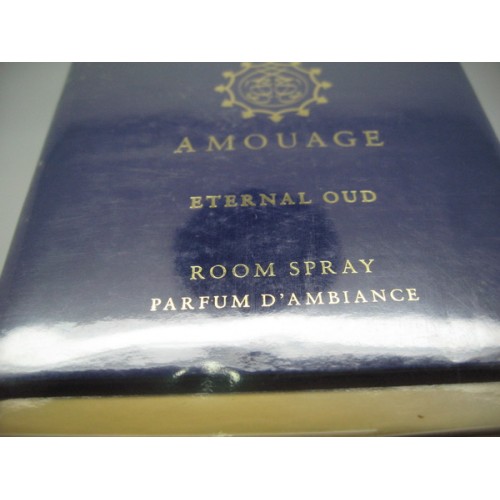 AMOUAGE
ETERNAL OUD
ROOM SPRAY
PARFUM D'AMBIANCE